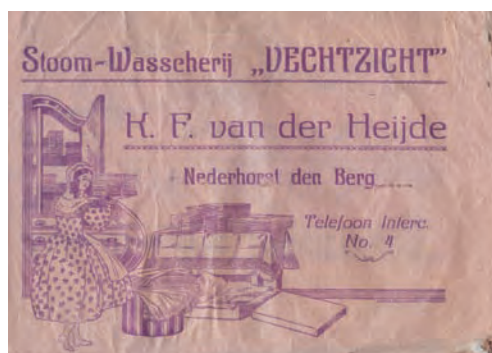 Stoom-Wasscherij „VECHTZICHT”
K. F. van der Heijde
Nederhorst den Berg
Telefoon Interc.
No. 4